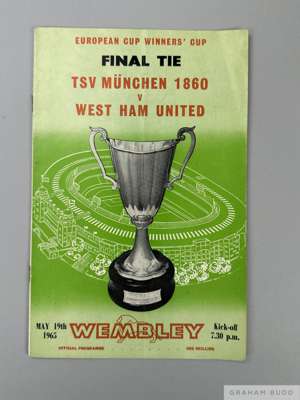 EUROPEAN CUP WINNERS' CUP
FINAL TIE
TSV MÜNCHEN 1860
V
WEST HAM UNITED
MAY 19th
1965
WEMBLEY
Kick-off
7.30 p.m.
OFFICIAL PROGRAMME
ONE SHILLING
GRAHAM BUDD